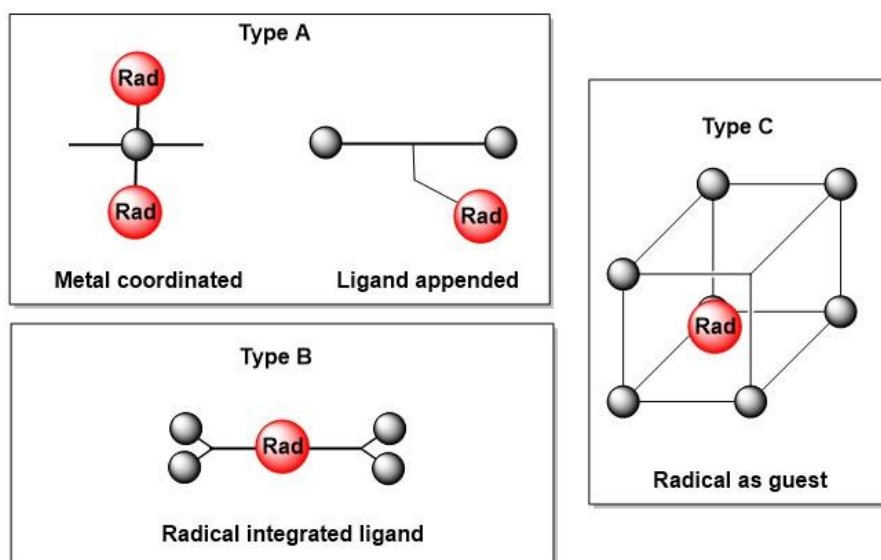 Type A
Rad
Rad
Rad
Metal coordinated
Ligand appended
Type B
Rad
Radical integrated ligand
Type C
Rad
Radical as guest